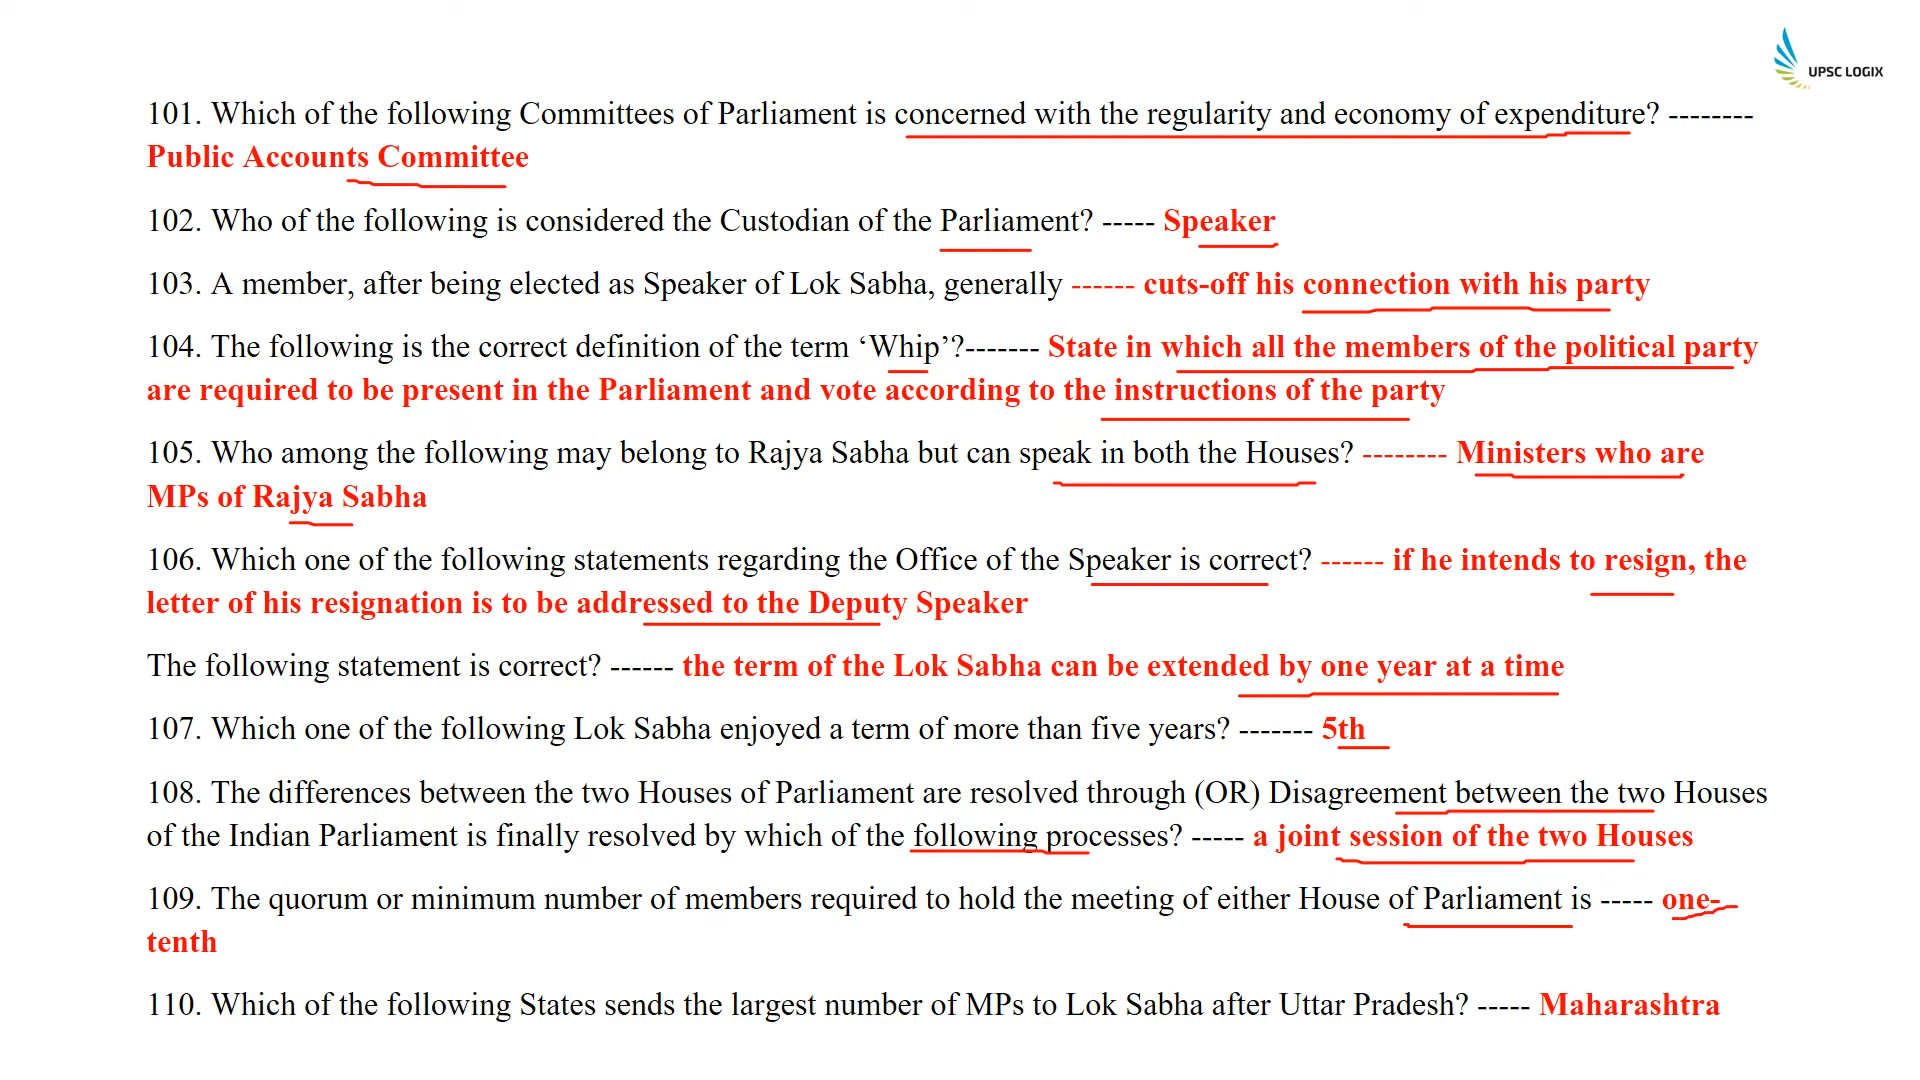 UPSC LOGIX
101. Which of the following Committees of Parliament is concerned with the regularity and economy of expenditure? --------
Public Accounts Committee
102. Who of the following is considered the Custodian of the Parliament? ----- Speaker
103. A member, after being elected as Speaker of Lok Sabha, generally ------ cuts-off his connection with his party
104. The following is the correct definition of the term ‘Whip’?------- State in which all the members of the political party
are required to be present in the Parliament and vote according to the instructions of the party
105. Who among the following may belong to Rajya Sabha but can speak in both the Houses? -------- Ministers who are
MPs of Rajya Sabha
106. Which one of the following statements regarding the Office of the Speaker is correct? ------ if he intends to resign, the
letter of his resignation is to be addressed to the Deputy Speaker
The following statement is correct? ------ the term of the Lok Sabha can be extended by one year at a time
107. Which one of the following Lok Sabha enjoyed a term of more than five years? ------- 5th
108. The differences between the two Houses of Parliament are resolved through (OR) Disagreement between the two Houses
of the Indian Parliament is finally resolved by which of the following processes? ----- a joint session of the two Houses
109. The quorum or minimum number of members required to hold the meeting of either House of Parliament is ----- one-
tenth
110. Which of the following States sends the largest number of MPs to Lok Sabha after Uttar Pradesh? ----- Maharashtra